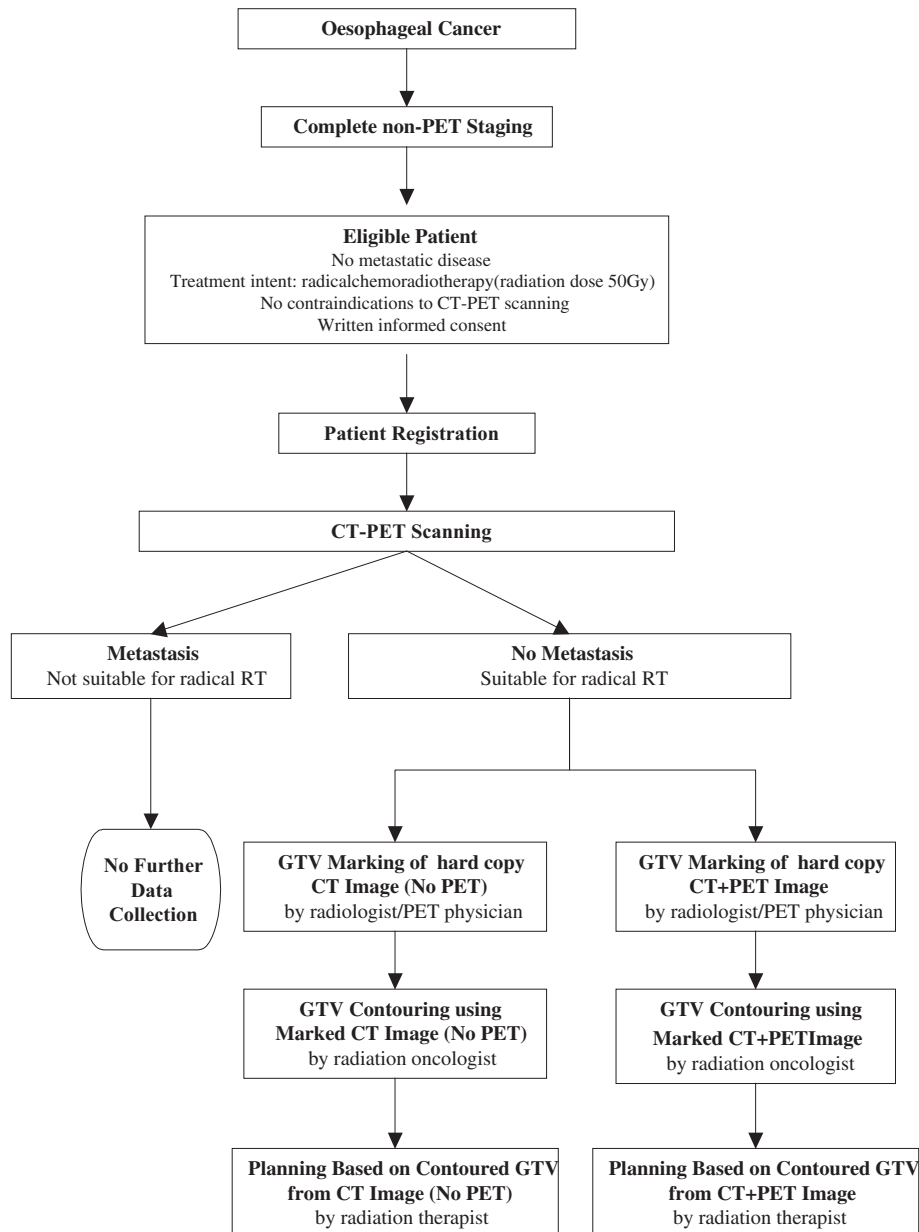 Oesophageal Cancer
Complete non-PET Staging
Eligible Patient
No metastatic disease
Treatment intent: radicalchemoradiotherapy(radiation dose 50Gy)
No contraindications to CT-PET scanning
Written informed consent
Patient Registration
CT-PET Scanning
Metastasis
Not suitable for radical RT
No Metastasis
Suitable for radical RT
No Further
Data
Collection
GTV Marking of hard copy
CT Image (No PET)
by radiologist/PET physician
GTV Marking of hard copy
CT+PET Image
by radiologist/PET physician
GTV Contouring using
Marked CT Image (No PET)
by radiation oncologist
GTV Contouring using
Marked CT+PETImage
by radiation oncologist
Planning Based on Contoured GTV
from CT Image (No PET)
by radiation therapist
Planning Based on Contoured GTV
from CT+PET Image
by radiation therapist